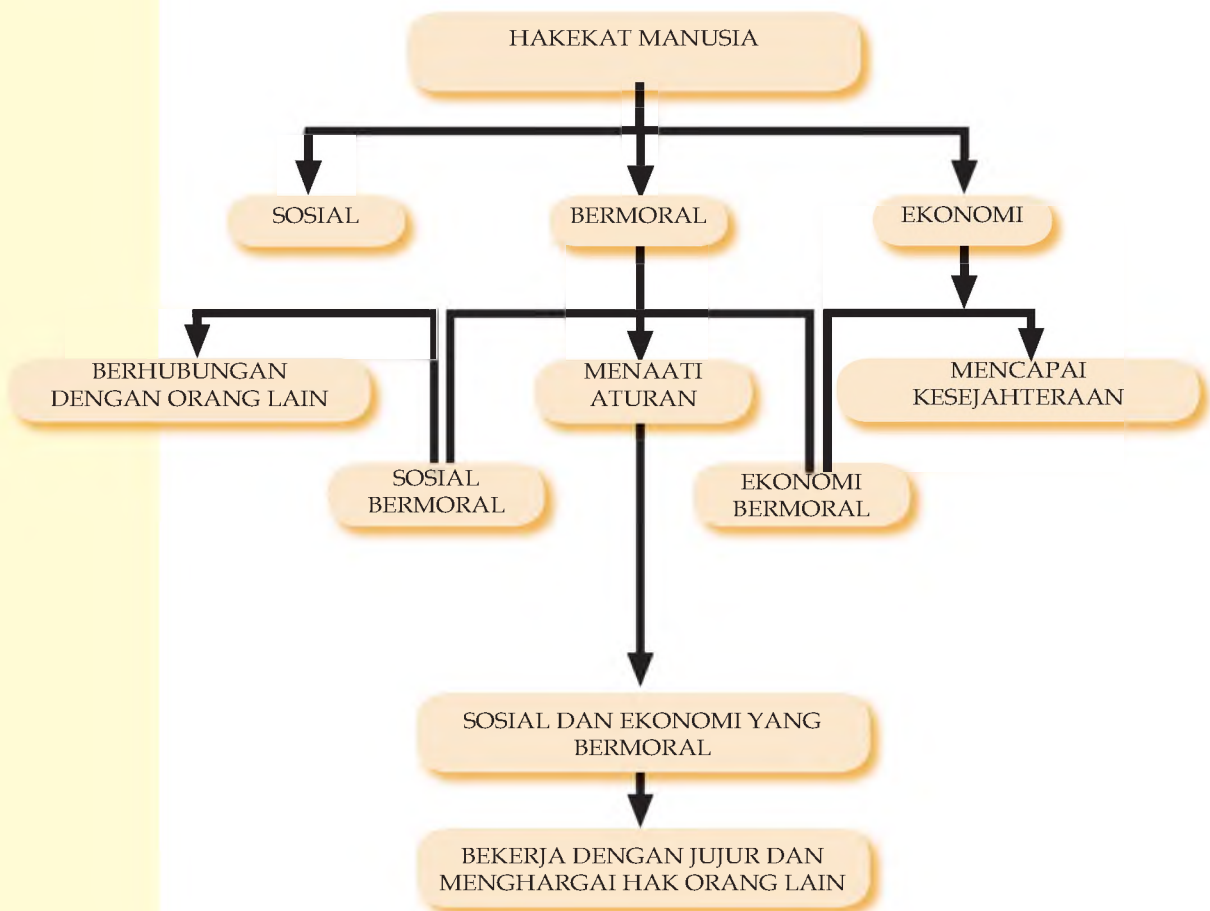 HAKEKAT MANUSIA
SOSIAL
BERMORAL
EKONOMI
BERHUBUNGAN
DENGAN ORANG LAIN
MENAATI
ATURAN
MENCAPAI
KESEJAHTERAAN
SOSIAL
BERMORAL
EKONOMI
BERMORAL
SOSIAL DAN EKONOMI YANG
BERMORAL
BEKERJA DENGAN JUJUR DAN
MENGHARGAI HAK ORANG LAIN